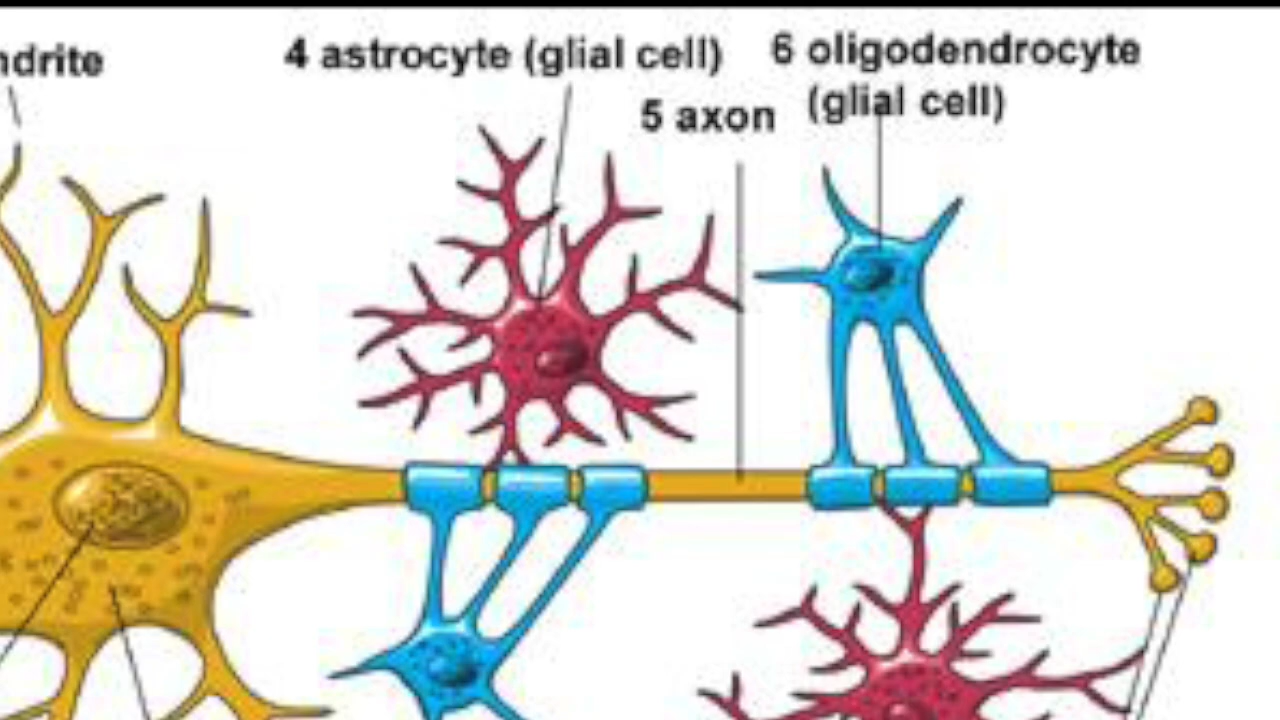 ndrite
4 astrocyte (glial cell)
6 oligodendrocyte
(glial cell)
5 axon